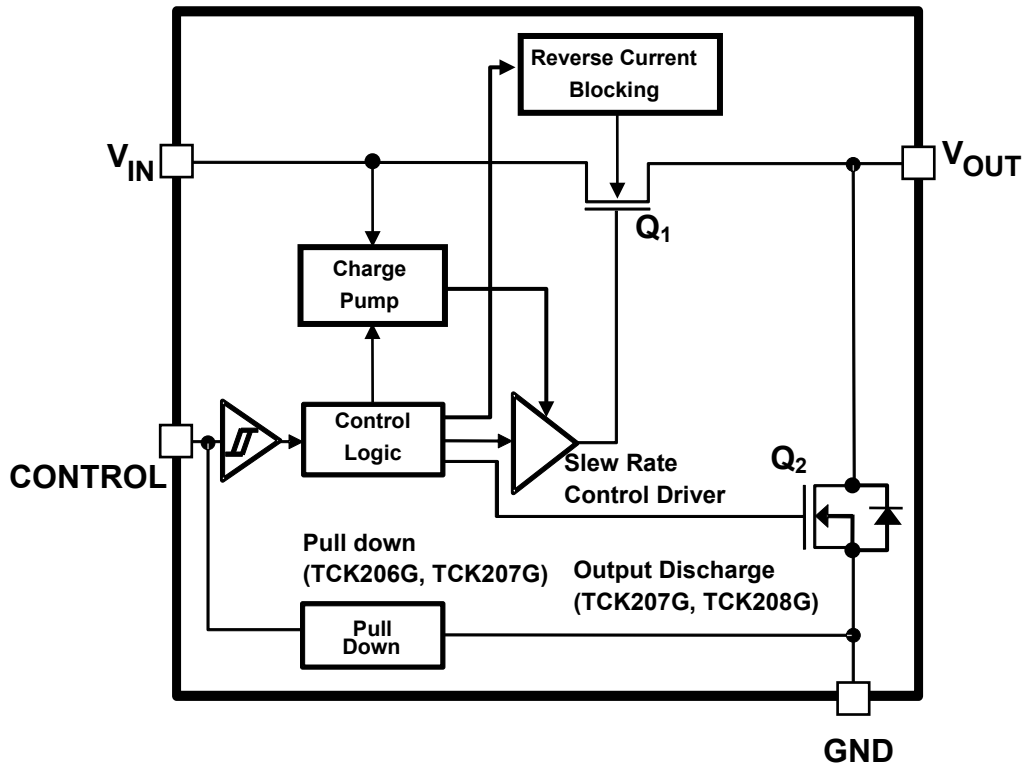 Reverse Current
Blocking
VIN
VOUT
Q1
Charge
Pump
Control
Logic
CONTROL
Slew Rate
Control Driver
Q2
Pull down
(TCK206G, TCK207G)
Output Discharge
(TCK207G, TCK208G)
Pull
Down
GND